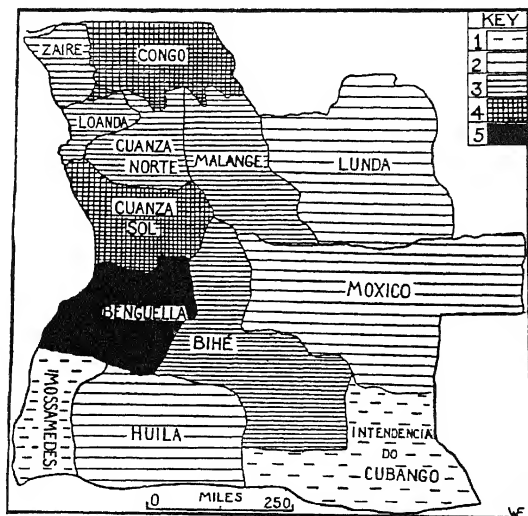 KEY
1
2
3
4
5
ZAIRE
CONGO
LOANDA
CUANZA
NORTE
MALANGE
LUNDA
CUANZA
SOL
MOXICO
BENGUELLA
BIHÉ
MOSSAMEDES
HUILA
INTENDENCIA
DO
CUBANGO
0 MILES 250